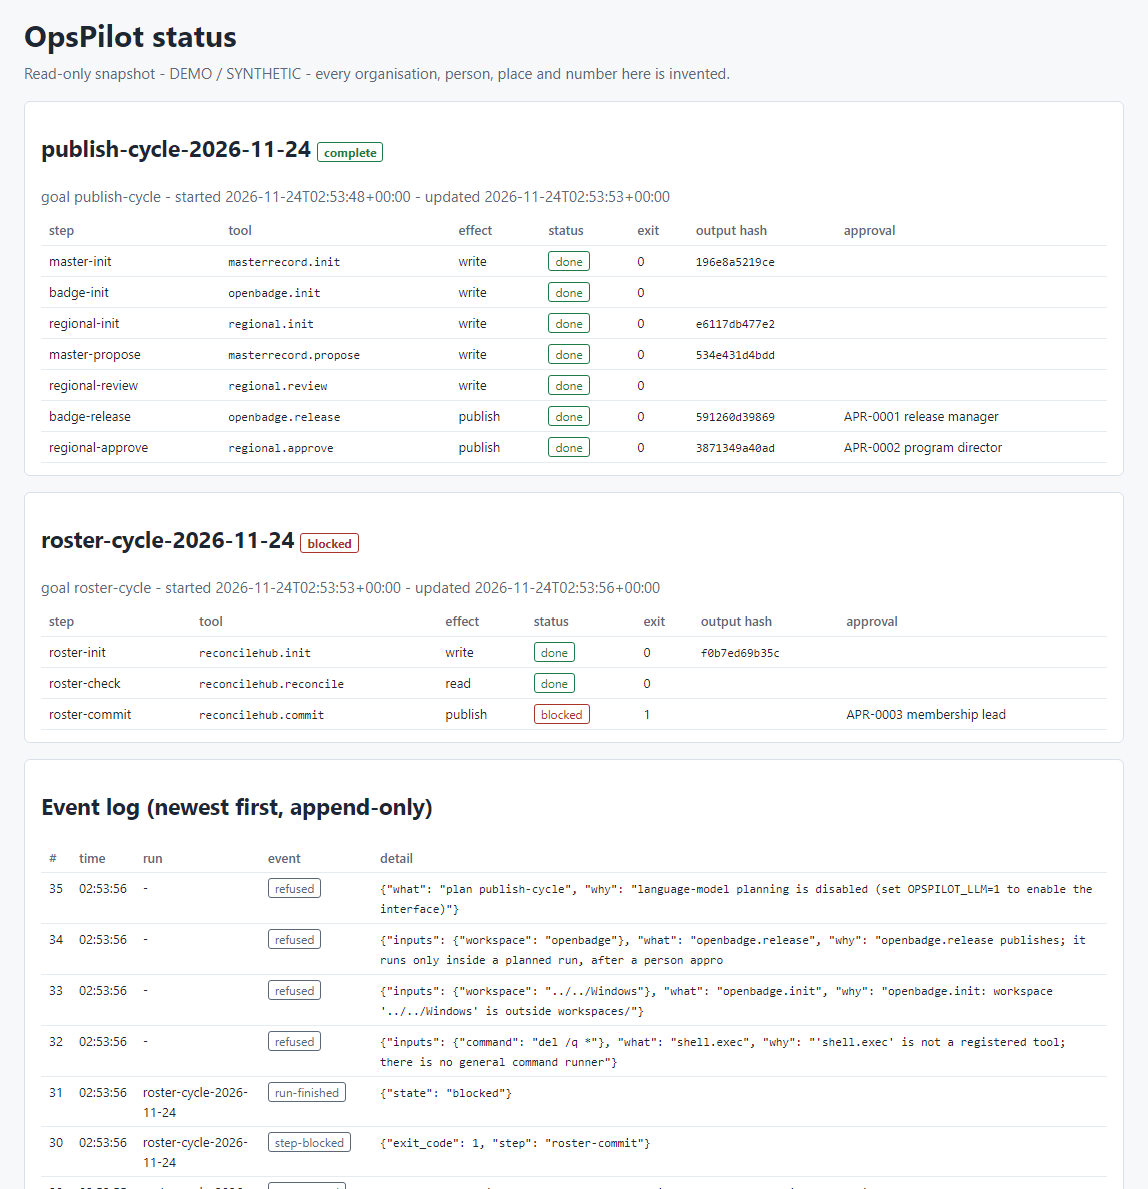 OpsPilot status
Read-only snapshot - DEMO / SYNTHETIC - every organisation, person, place and number here is invented.
publish-cycle-2026-11-24 complete
goal publish-cycle - started 2026-11-24T02:53:48+00:00 - updated 2026-11-24T02:53:53+00:00
step tool effect status exit output hash approval
master-init masterrecord.init write done 0 196e8a5219ce
badge-init openbadge.init write done 0
regional-init regional.init write done 0 e6117db477e2
master-propose masterrecord.propose write done 0 534e431d4bdd
regional-review regional.review write done 0
badge-release openbadge.release publish done 0 591260d39869 APR-0001 release manager
regional-approve regional.approve publish done 0 3871349a40ad APR-0002 program director
roster-cycle-2026-11-24 blocked
goal roster-cycle - started 2026-11-24T02:53:53+00:00 - updated 2026-11-24T02:53:56+00:00
step tool effect status exit output hash approval
roster-init reconcilehub.init write done 0 f0b7ed69b35c
roster-check reconcilehub.reconcile read done 0
roster-commit reconcilehub.commit publish blocked 1 APR-0003 membership lead
Event log (newest first, append-only)
# time run event detail
35 02:53:56 - refused {"what": "plan publish-cycle", "why": "language-model planning is disabled (set OPSPILOT_LLM=1 to enable the
interface)"}
34 02:53:56 - refused {"inputs": {"workspace": "openbadge"}, "what": "openbadge.release", "why": "openbadge.release publishes; it
runs only inside a planned run, after a person appro
33 02:53:56 - refused {"inputs": {"workspace": "../../Windows"}, "what": "openbadge.init", "why": "openbadge.init: workspace
'../../Windows' is outside workspaces/"}
32 02:53:56 - refused {"inputs": {"command": "del /q *"}, "what": "shell.exec", "why": "'shell.exec' is not a registered tool;
there is no general command runner"}
31 02:53:56 roster-cycle-2026- run-finished {"state": "blocked"}
11-24
30 02:53:56 roster-cycle-2026- step-blocked {"exit_code": 1, "step": "roster-commit"}
11-24